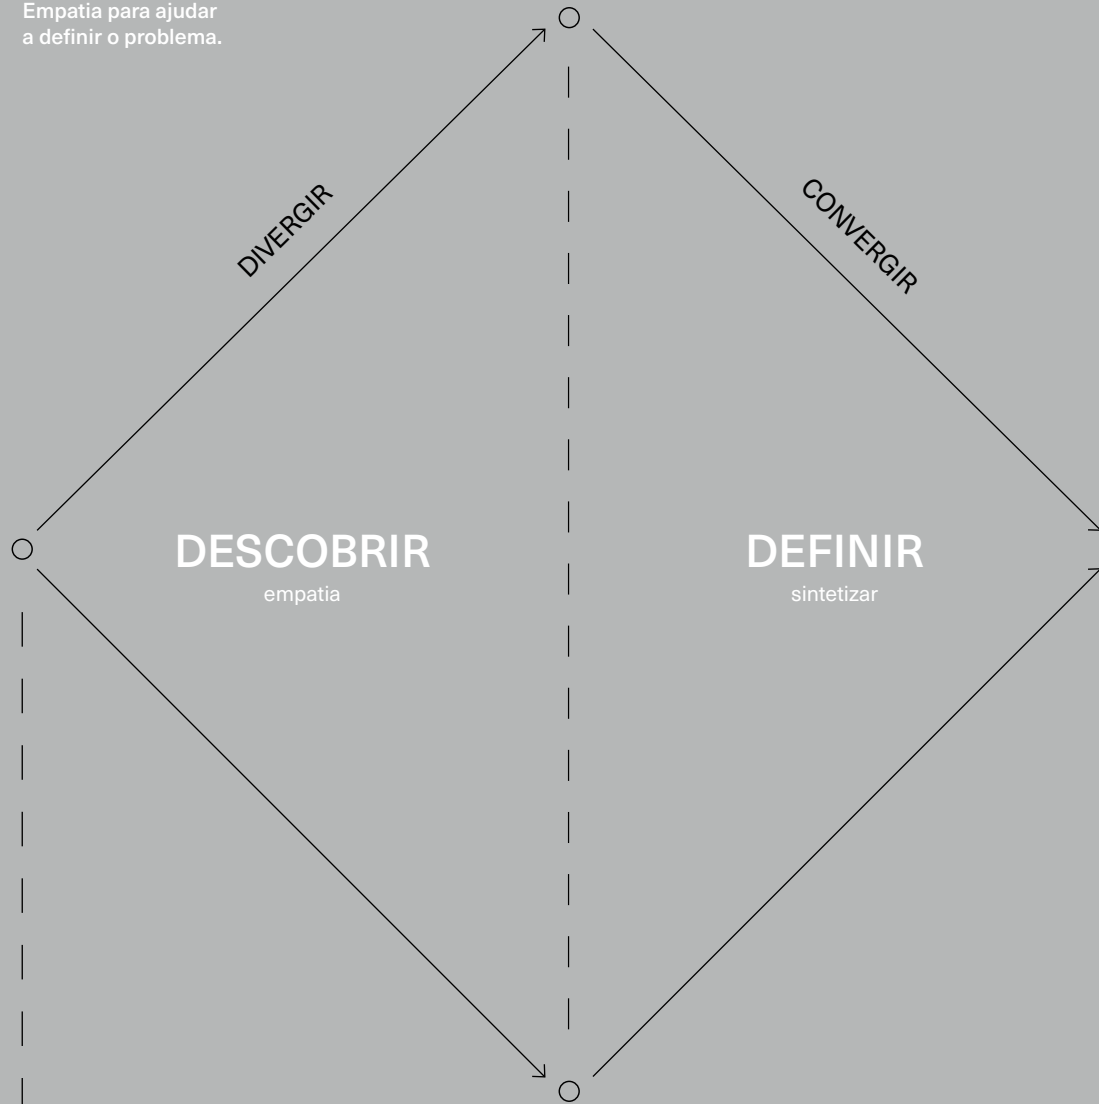 Empatia para ajudar
a definir o problema.
DIVERGIR
CONVERGIR
DESCOBRIR
empatia
DEFINIR
sintetizar